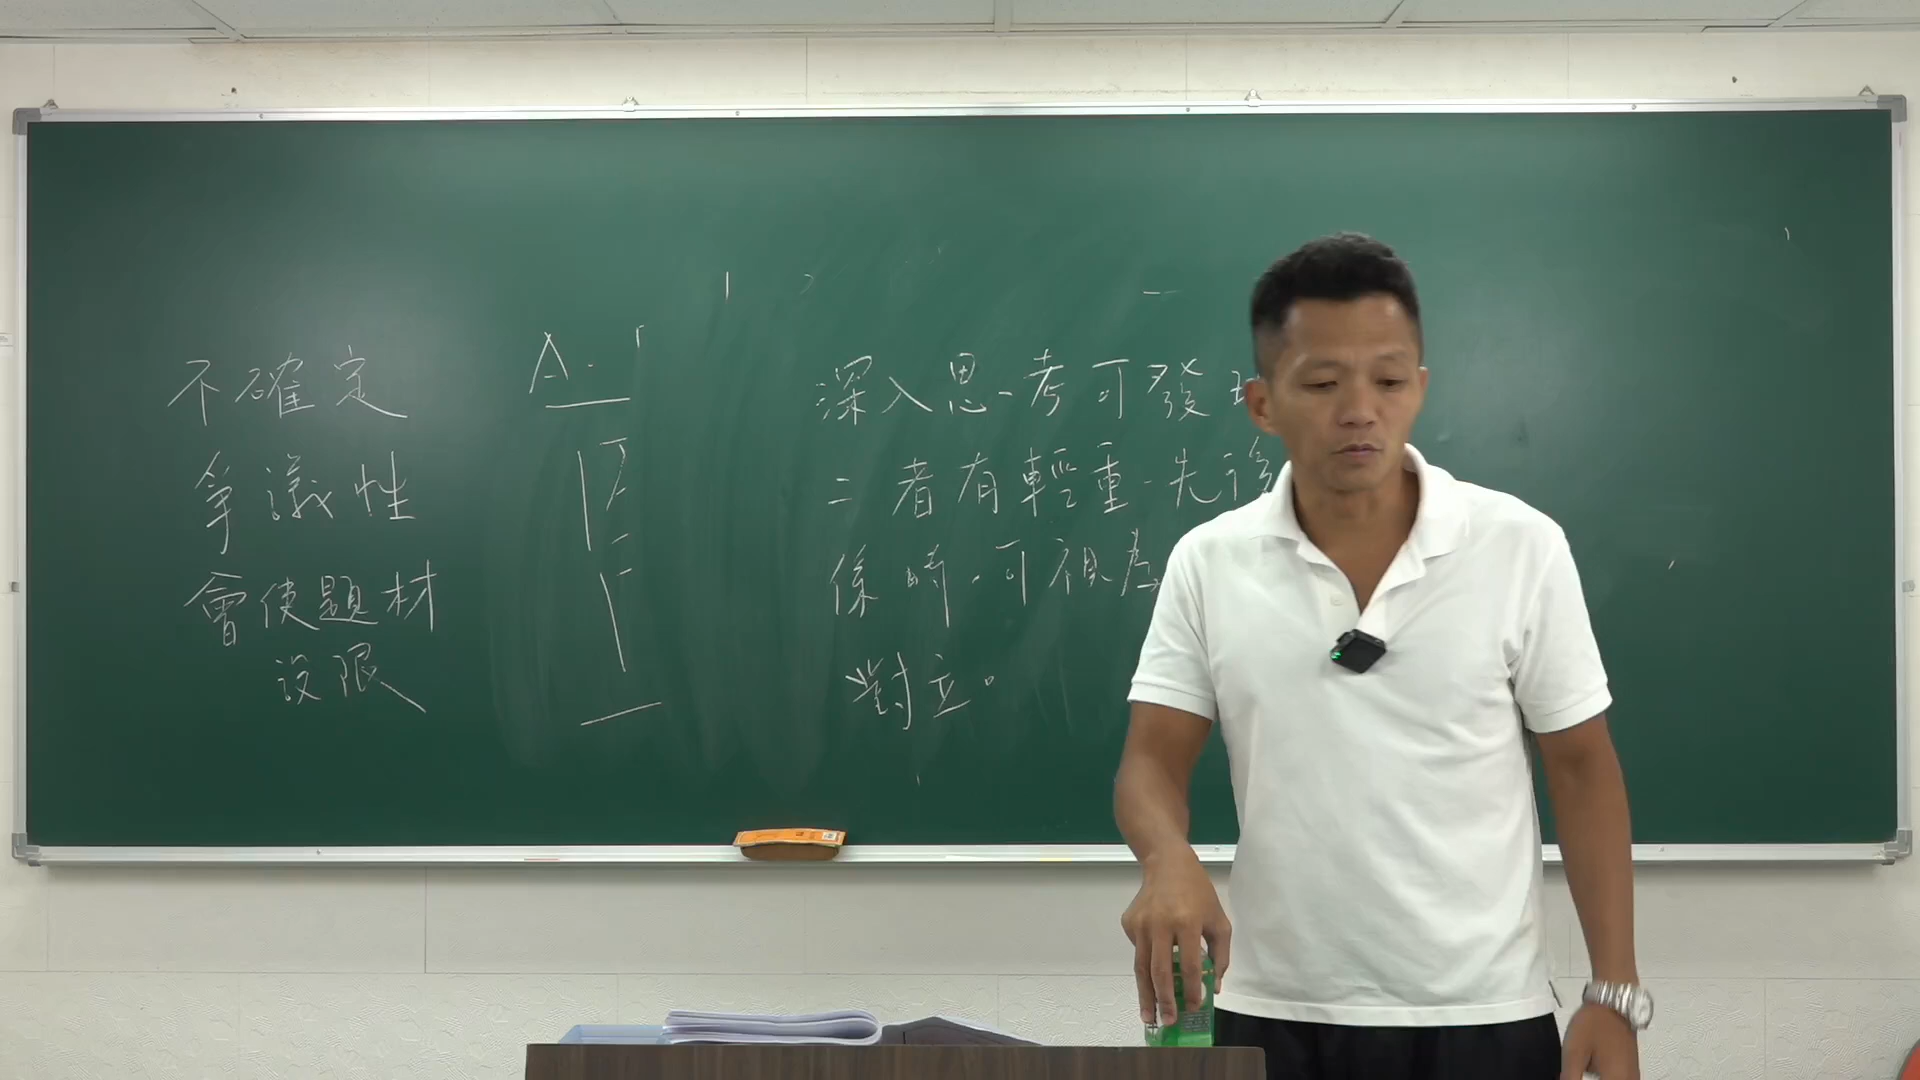 不確定
爭議性
會使題材
設限
A.
深入思考可發現
二者有輕重、先後
係時,可視為
對立。